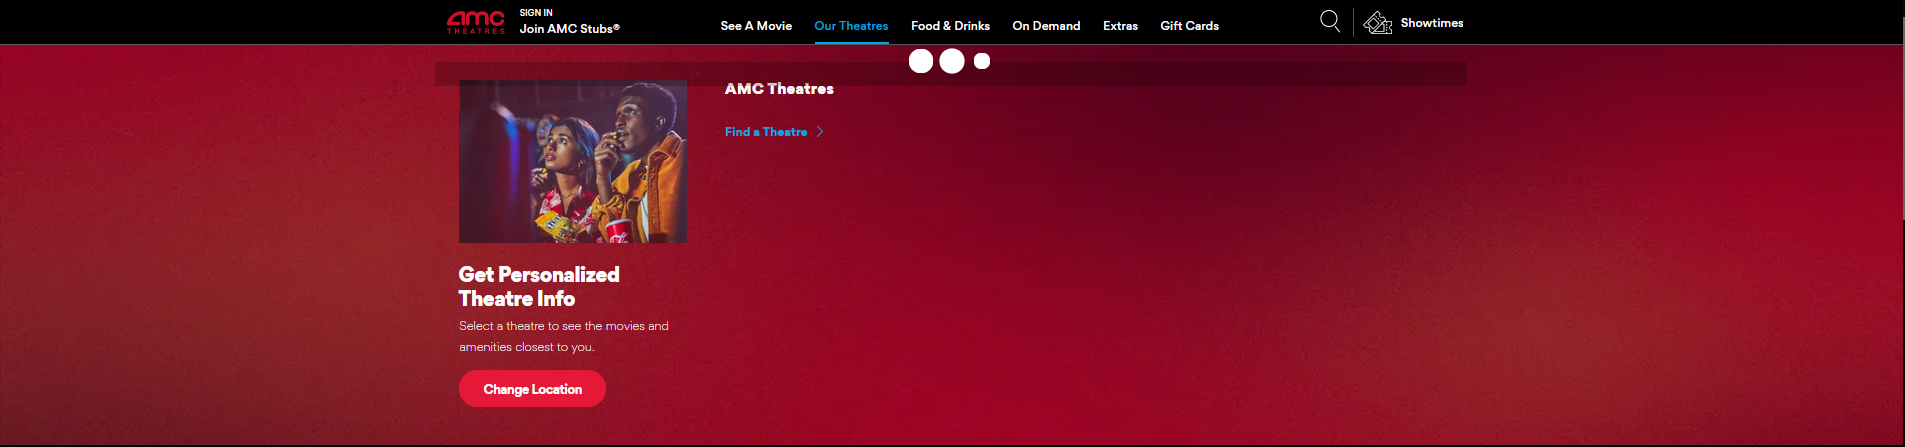 AMC
THEATRES
SIGN IN
Join AMC Stubs®
See A Movie
Our Theatres
Food & Drinks
On Demand
Extras
Gift Cards
Showtimes
AMC Theatres
Find a Theatre
Get Personalized
Theatre Info
Select a theatre to see the movies and
amenities closest to you.
Change Location